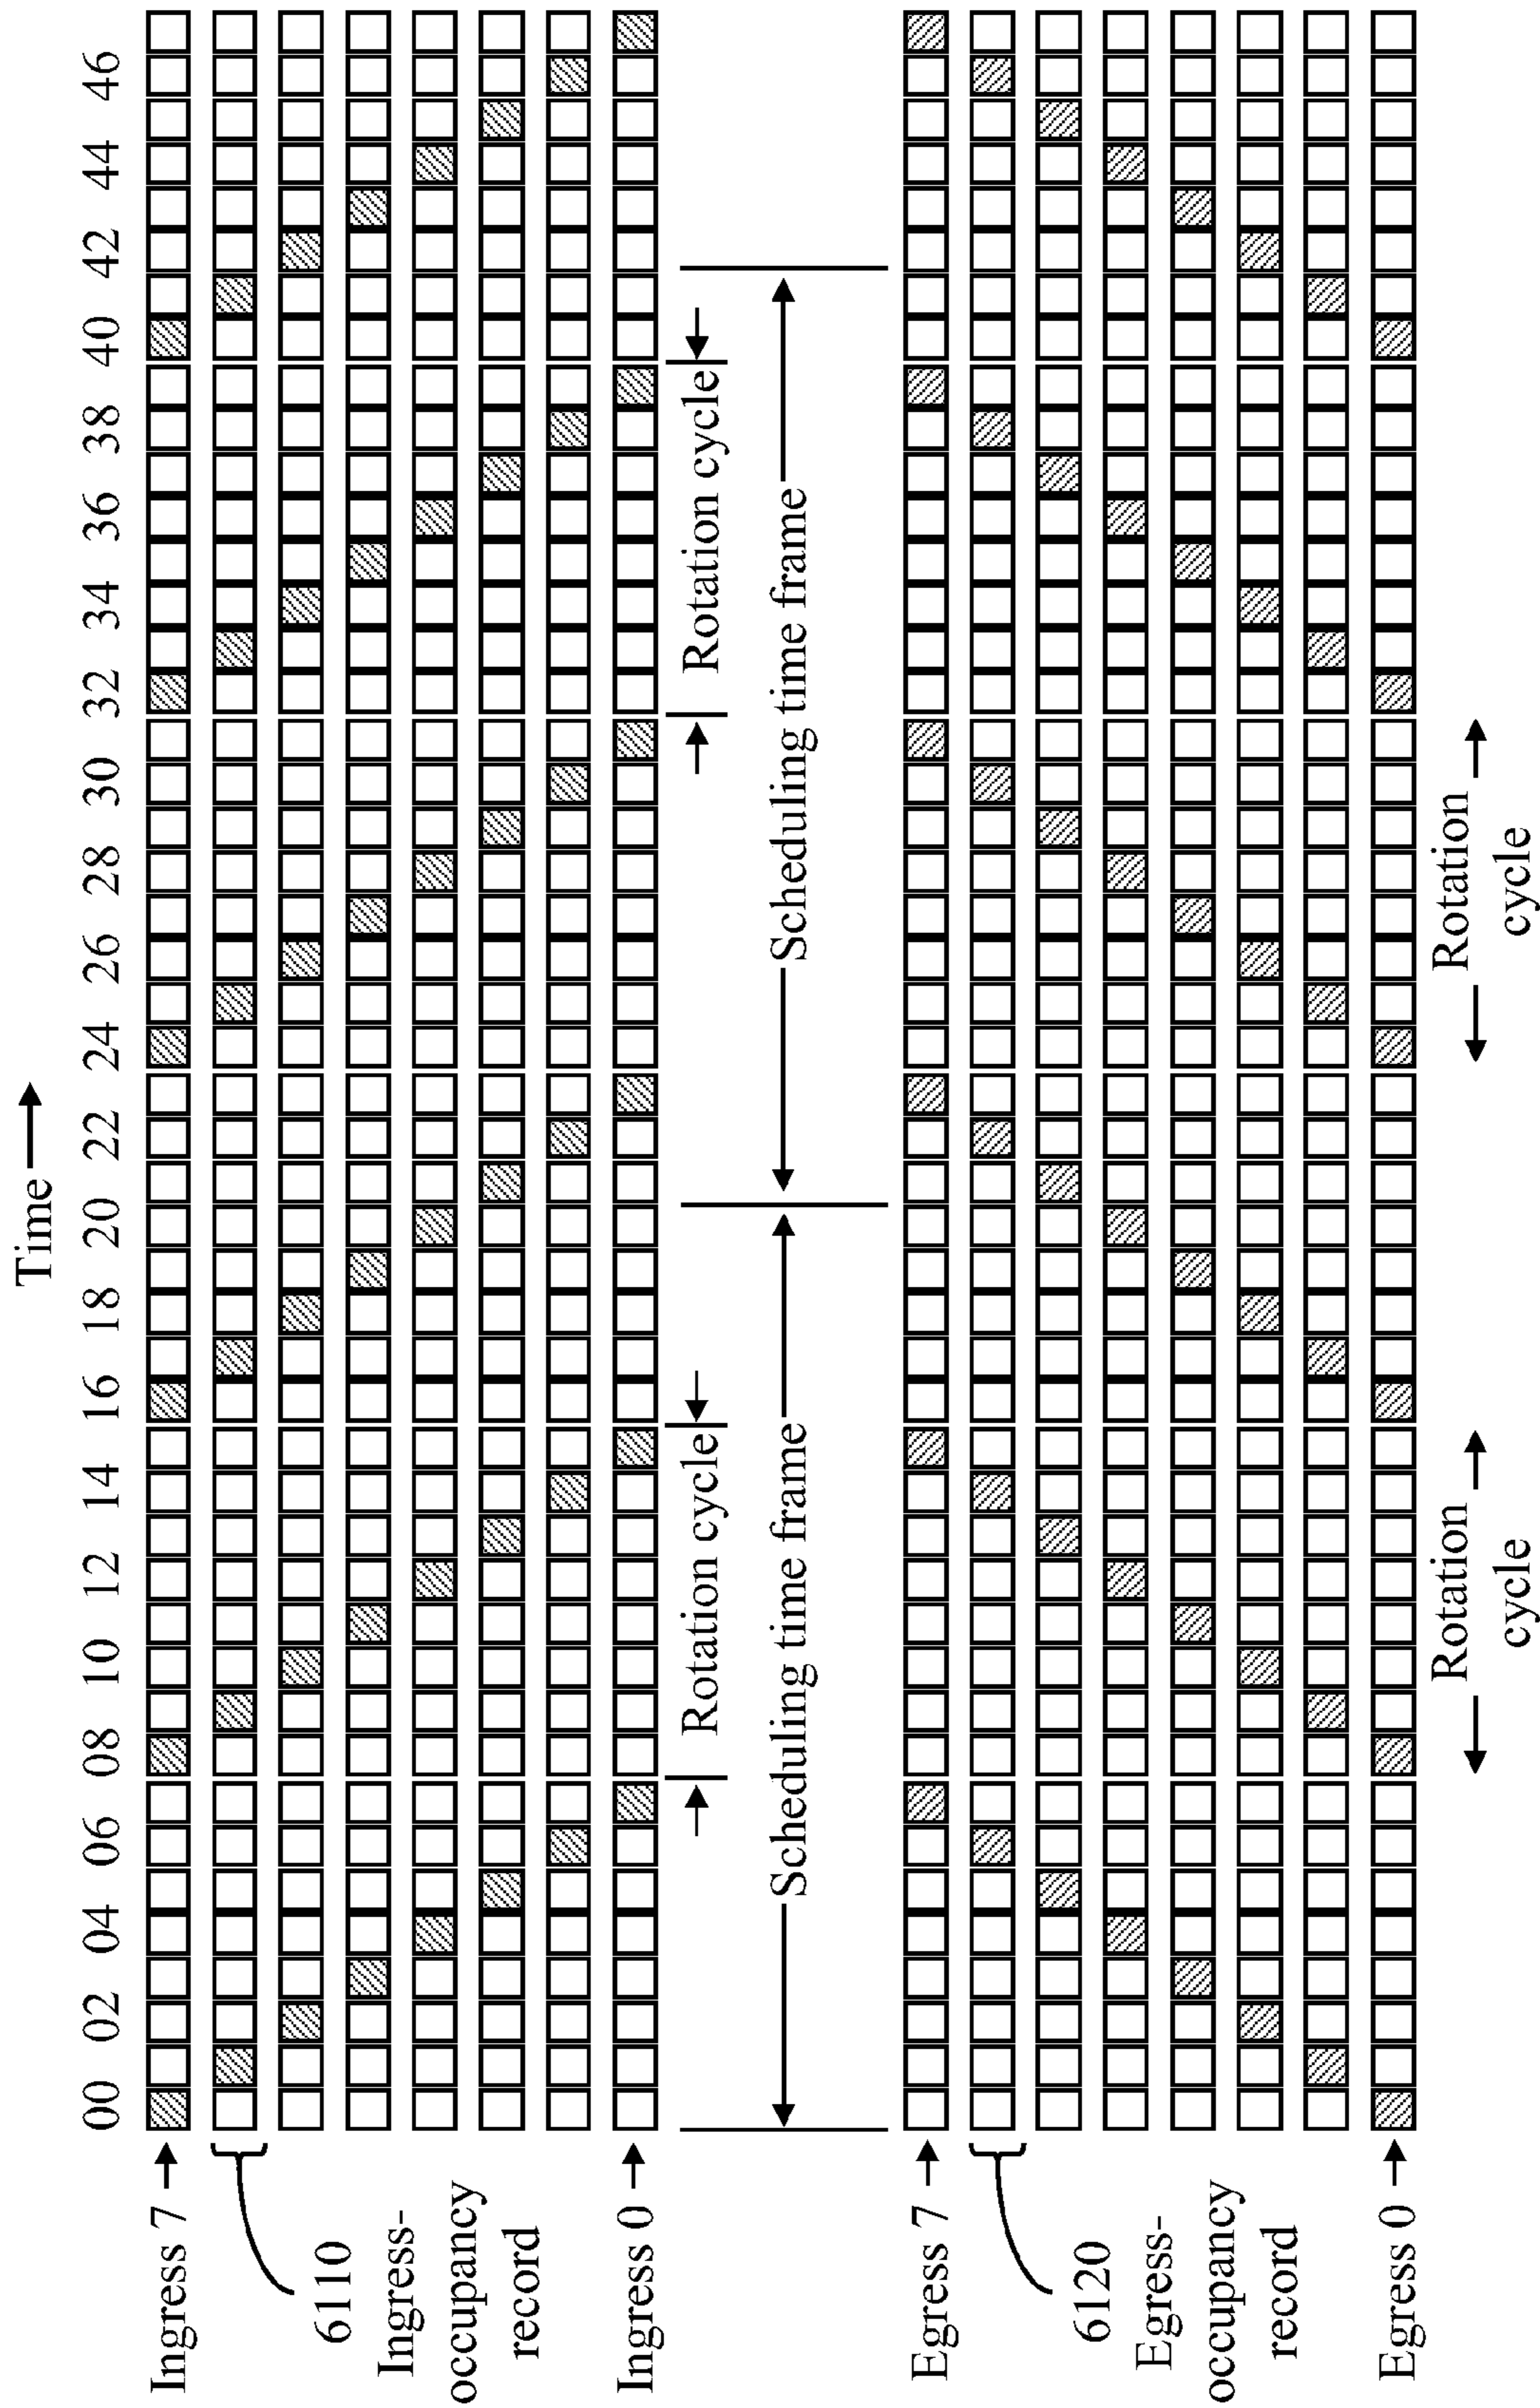 Time
00 02 04 06 08 10 12 14 16 18 20 22 24 26 28 30 32 34 36 38 40 42 44 46
Ingress 7
6110
Ingress-
occupancy
record
Ingress 0
Rotation cycle
Rotation cycle
Scheduling time frame
Scheduling time frame
Egress 7
6120
Egress-
occupancy
record
Egress 0
Rotation
cycle
Rotation
cycle